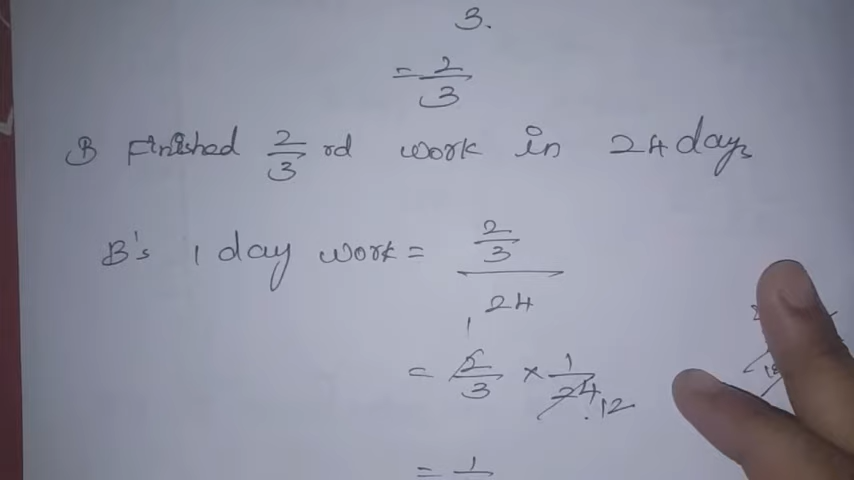 3.
= 2/3
B Finished 2/3 rd work in 24 days
B's 1 day work = 2/3 / 24
1
= 2/3 × 1/24 12
= 1